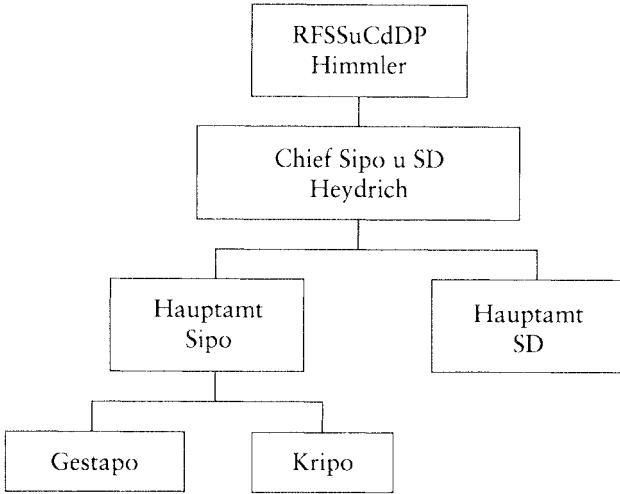 RFSSuCdDP
Himmler
Chief Sipo u SD
Heydrich
Hauptamt
Sipo
Hauptamt
SD
Gestapo
Kripo